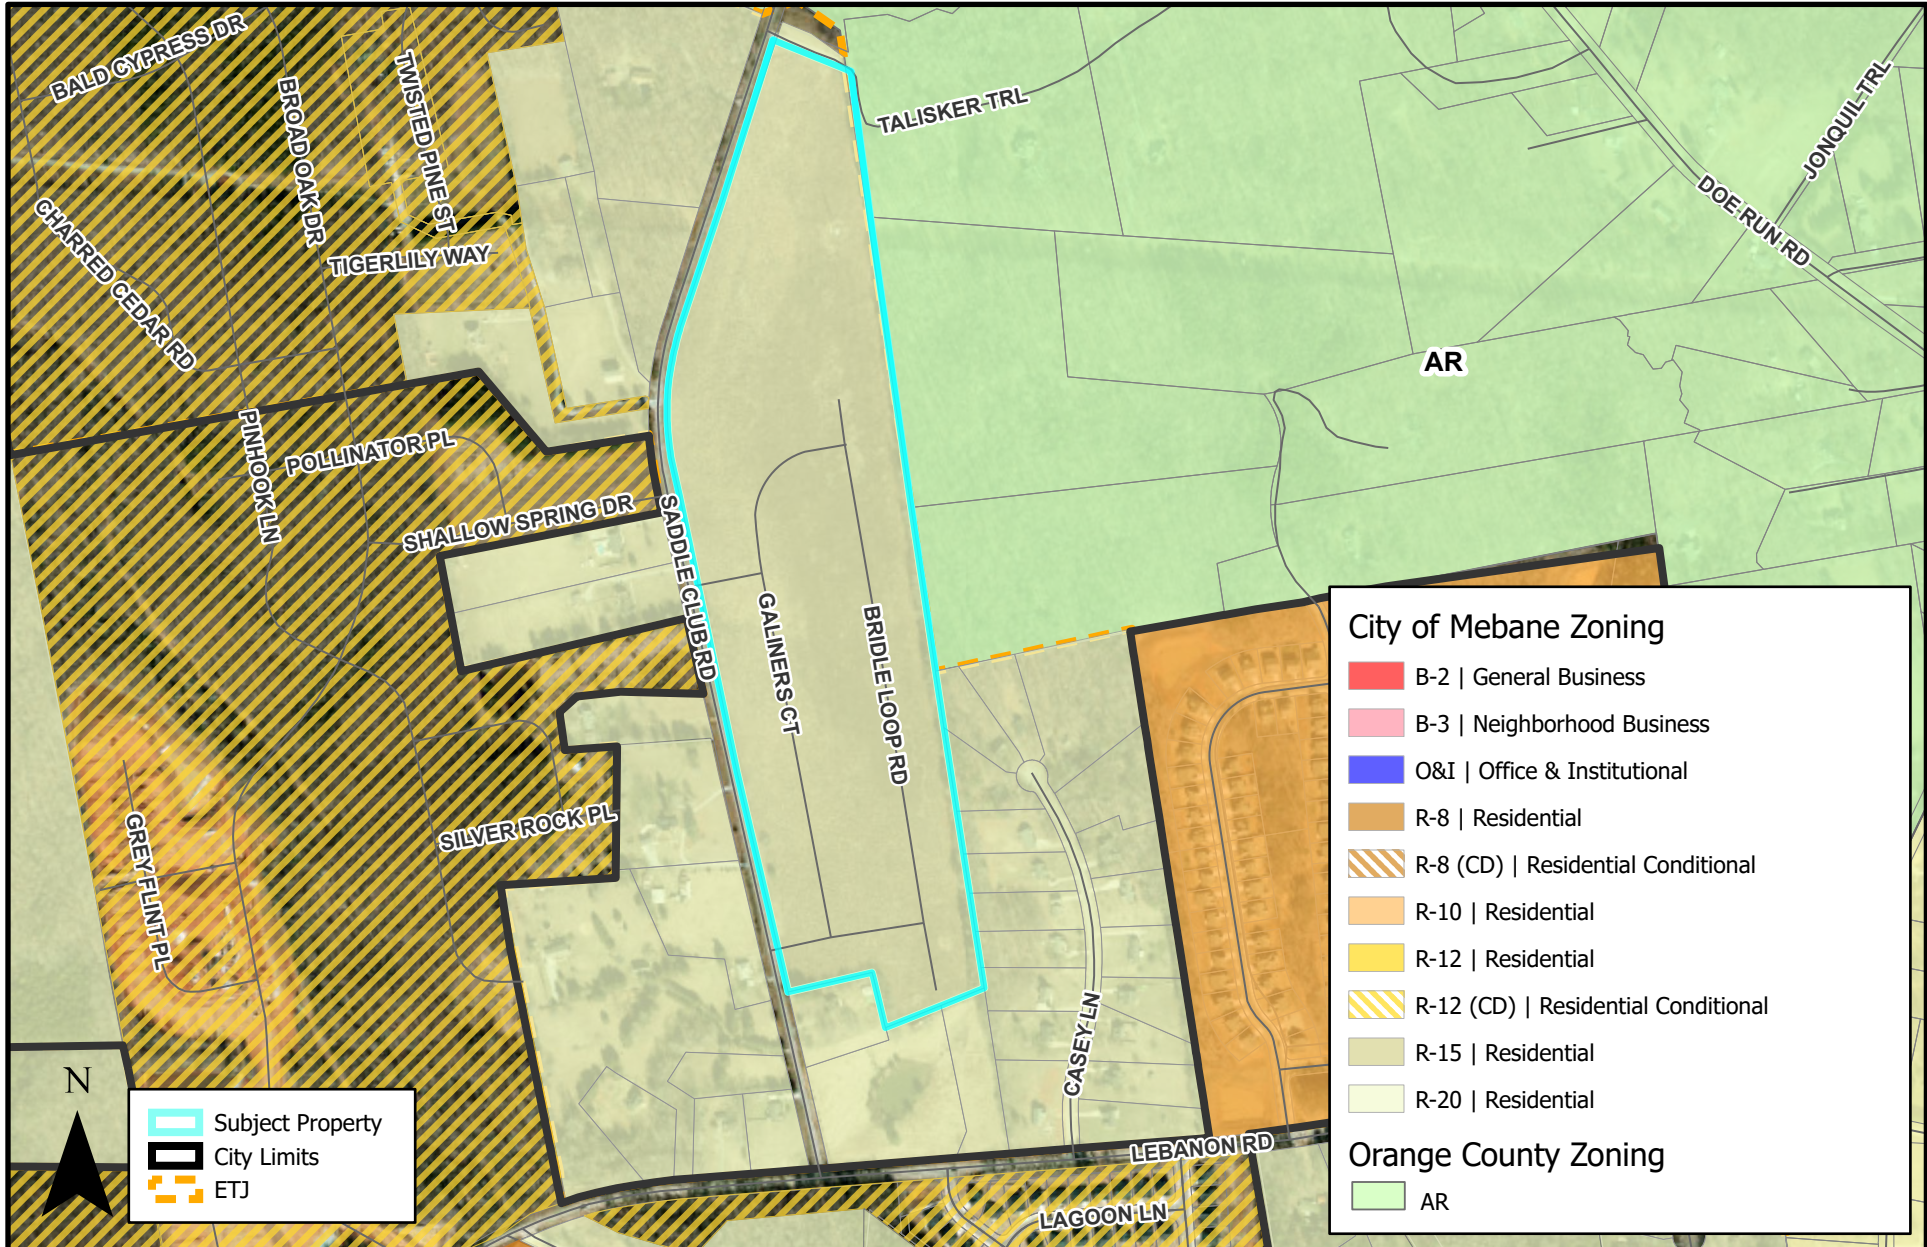 BALD CYPRESS DR
BROAD OAK DR
TWISTED PINE ST
TALISKER TRL
JONQUIL TRL
DOE RUN RD
CHARRED CEDAR RD
TIGERLILY WAY
AR
PINHOOK LN
POLLINATOR PL
SHALLOW SPRING DR
SADDLE CLUB RD
GALINERS CT
BRIDLE LOOP RD
GREY FLINT PL
SILVER ROCK PL
CASEY LN
LEBANON RD
LAGOON LN
N
Subject Property
City Limits
ETJ
City of Mebane Zoning
B-2 | General Business
B-3 | Neighborhood Business
O&I | Office & Institutional
R-8 | Residential
R-8 (CD) | Residential Conditional
R-10 | Residential
R-12 | Residential
R-12 (CD) | Residential Conditional
R-15 | Residential
R-20 | Residential
Orange County Zoning
AR